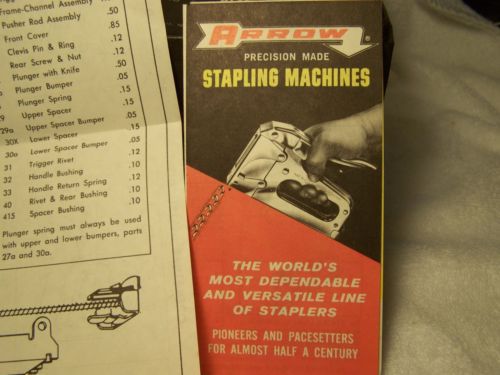 Frame-Channel Assembly
Pusher Rod Assembly .50
Front Cover .85
Clevis Pin & Ring .12
Rear Screw & Nut .12
Plunger with Knife .50
Plunger Bumper .05
Plunger Spring .15
29 Upper Spacer .15
29a Upper Spacer Bumper .05
30X Lower Spacer .15
30a Lower Spacer Bumper .05
31 Trigger Rivet .10
32 Handle Bushing .10
33 Handle Return Spring .12
40 Rivet & Rear Bushing .10
415 Spacer Bushing .10
Plunger spring must always be used
with upper and lower bumpers, parts
27a and 30a.
ARROW ®
PRECISION MADE
STAPLING MACHINES
THE WORLD'S
MOST DEPENDABLE
AND VERSATILE LINE
OF STAPLERS
PIONEERS AND PACESETTERS
FOR ALMOST HALF A CENTURY